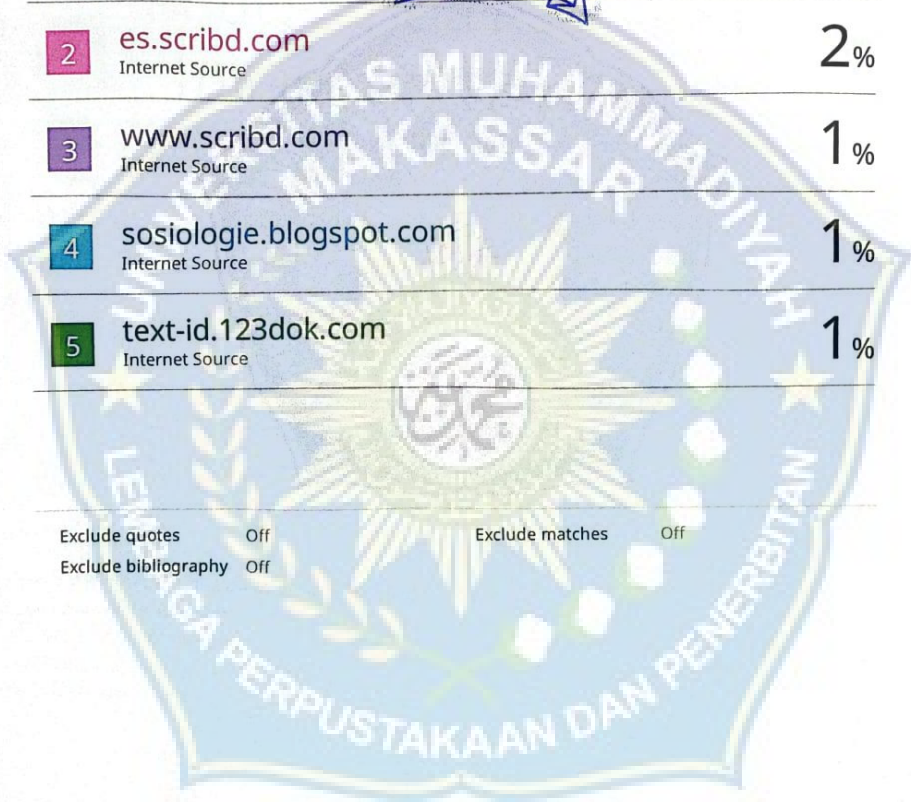 2 es.scribd.com 2%
Internet Source
3 www.scribd.com 1%
Internet Source
4 sosiologie.blogspot.com 1%
Internet Source
5 text-id.123dok.com 1%
Internet Source
Exclude quotes Off Exclude matches Off
Exclude bibliography Off
UNIVERSITAS MUHAMMADIYAH
MAKASSAR
LEMBAGA PERPUSTAKAAN DAN PENERBITAN